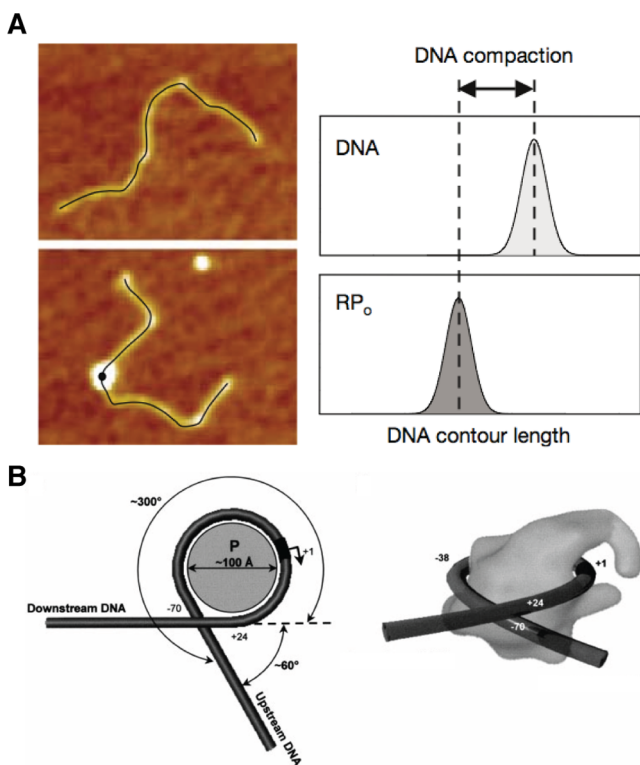 A
DNA compaction
DNA
RPo
DNA contour length
B
~300°
P
~100 Å
+1
-70
Downstream DNA
+24
~60°
Upstream DNA
-38
+1
+24
-70